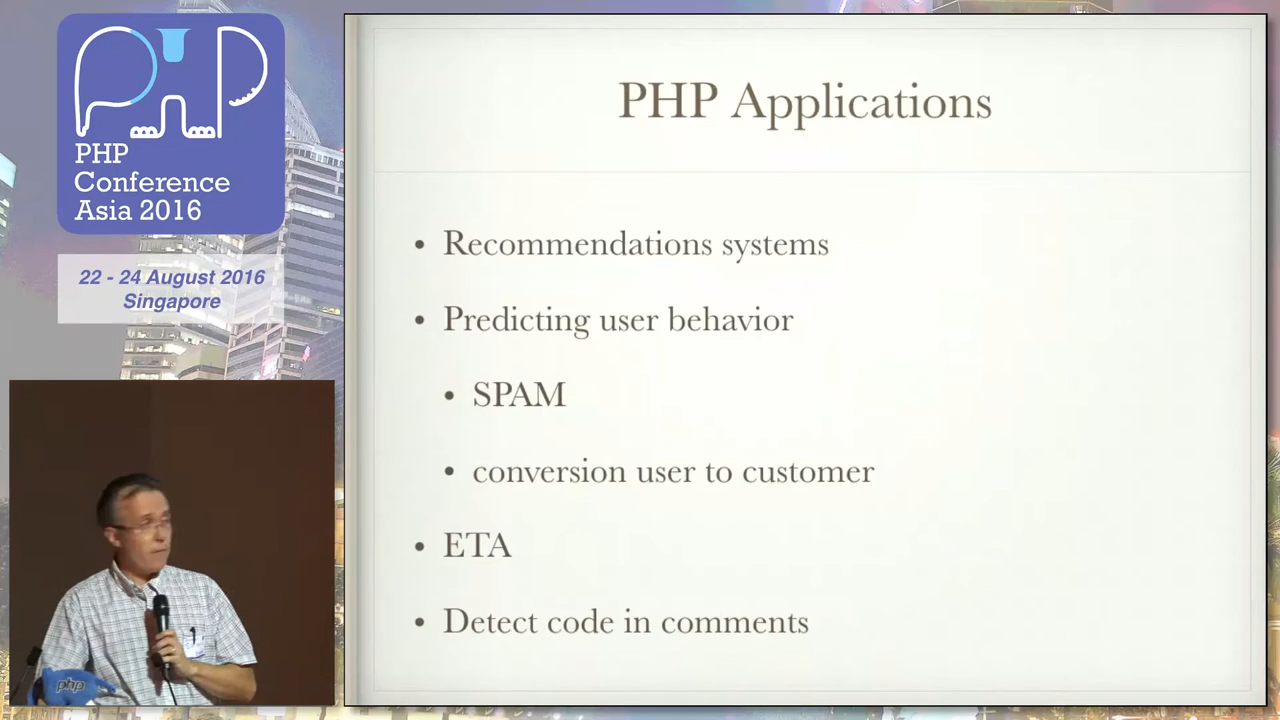 PHP
Conference
Asia 2016
22 - 24 August 2016
Singapore
php
PHP Applications
• Recommendations systems
• Predicting user behavior
• SPAM
• conversion user to customer
• ETA
• Detect code in comments